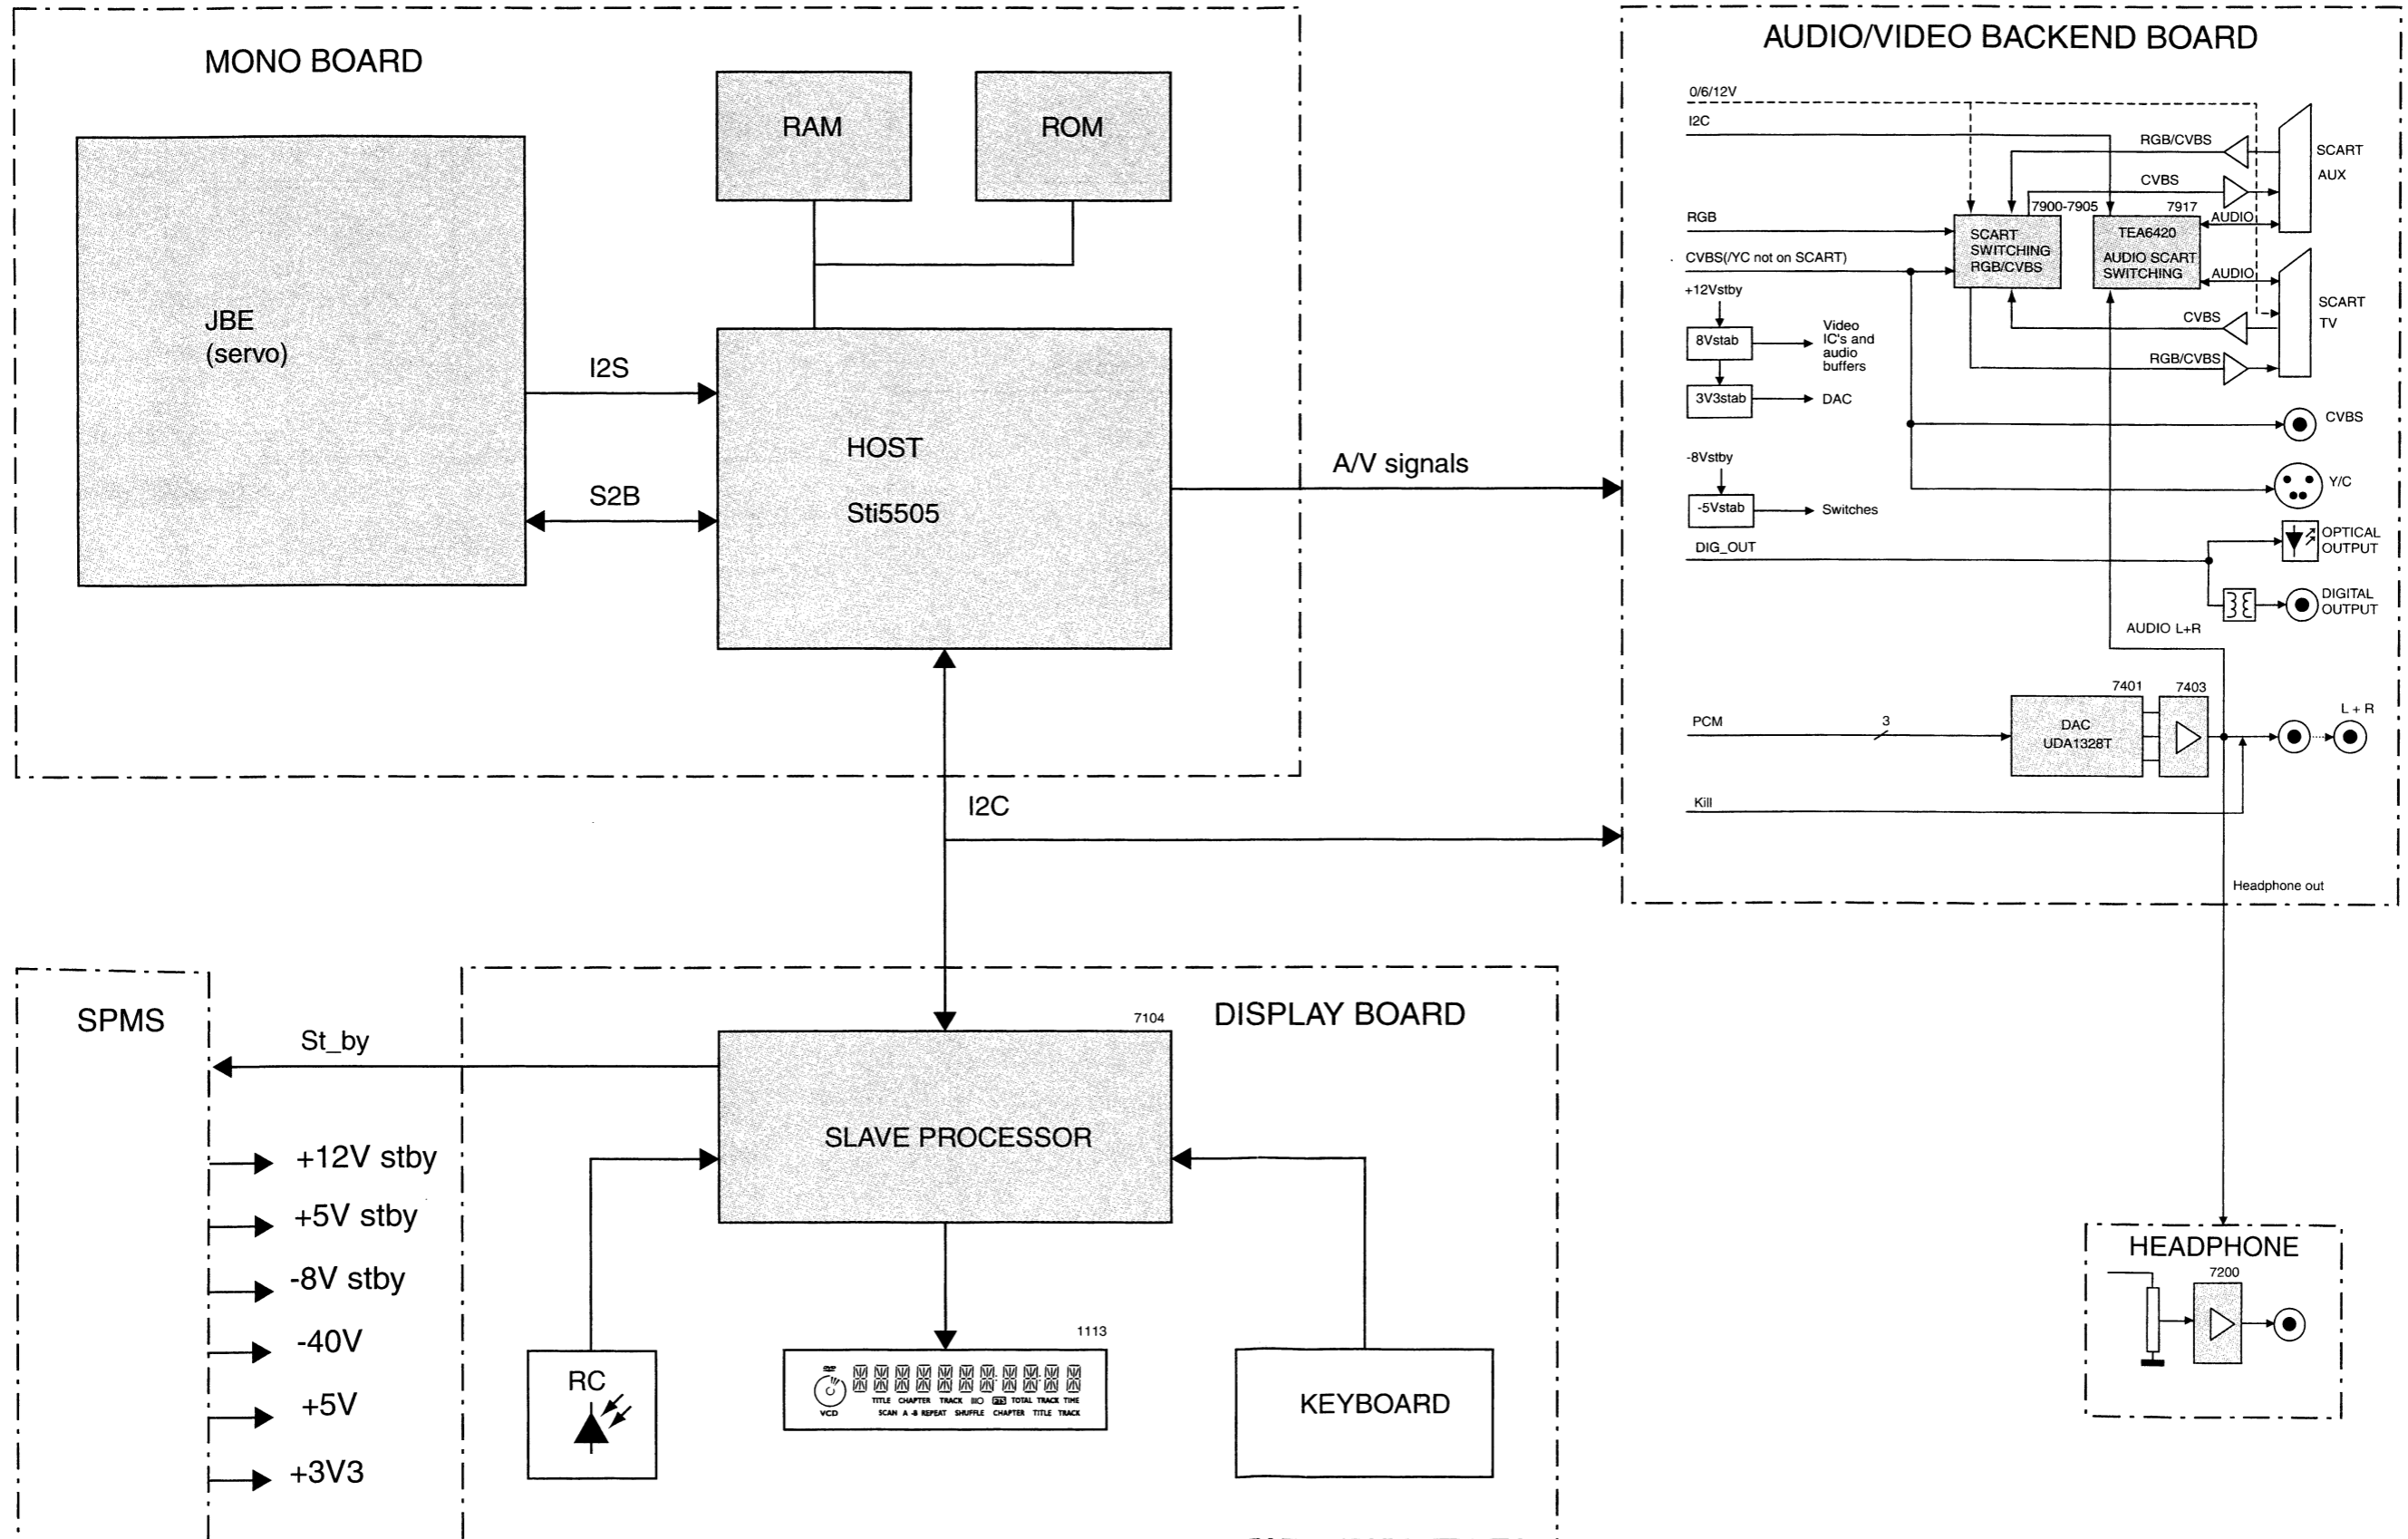 MONO BOARD
RAM
ROM
JBE
(servo)
I2S
S2B
HOST
Sti5505
A/V signals
I2C
AUDIO/VIDEO BACKEND BOARD
0/6/12V
I2C
RGB/CVBS
SCART
AUX
CVBS
7900-7905
7917
AUDIO
RGB
SCART
SWITCHING
RGB/CVBS
TEA6420
AUDIO SCART
SWITCHING
CVBS(/YC not on SCART)
AUDIO
+12Vstby
SCART
TV
CVBS
8Vstab
Video
IC's and
audio
buffers
RGB/CVBS
3V3stab
DAC
CVBS
-8Vstby
Y/C
-5Vstab
Switches
OPTICAL
OUTPUT
DIG_OUT
DIGITAL
OUTPUT
AUDIO L+R
7401
7403
PCM
3
DAC
UDA1328T
L + R
Kill
Headphone out
SPMS
St_by
+12V stby
+5V stby
-8V stby
-40V
+5V
+3V3
DISPLAY BOARD
7104
SLAVE PROCESSOR
RC
1113
VCD
TITLE CHAPTER TRACK DTS TOTAL TRACK TIME
SCAN A -B REPEAT SHUFFLE CHAPTER TITLE TRACK
KEYBOARD
HEADPHONE
7200